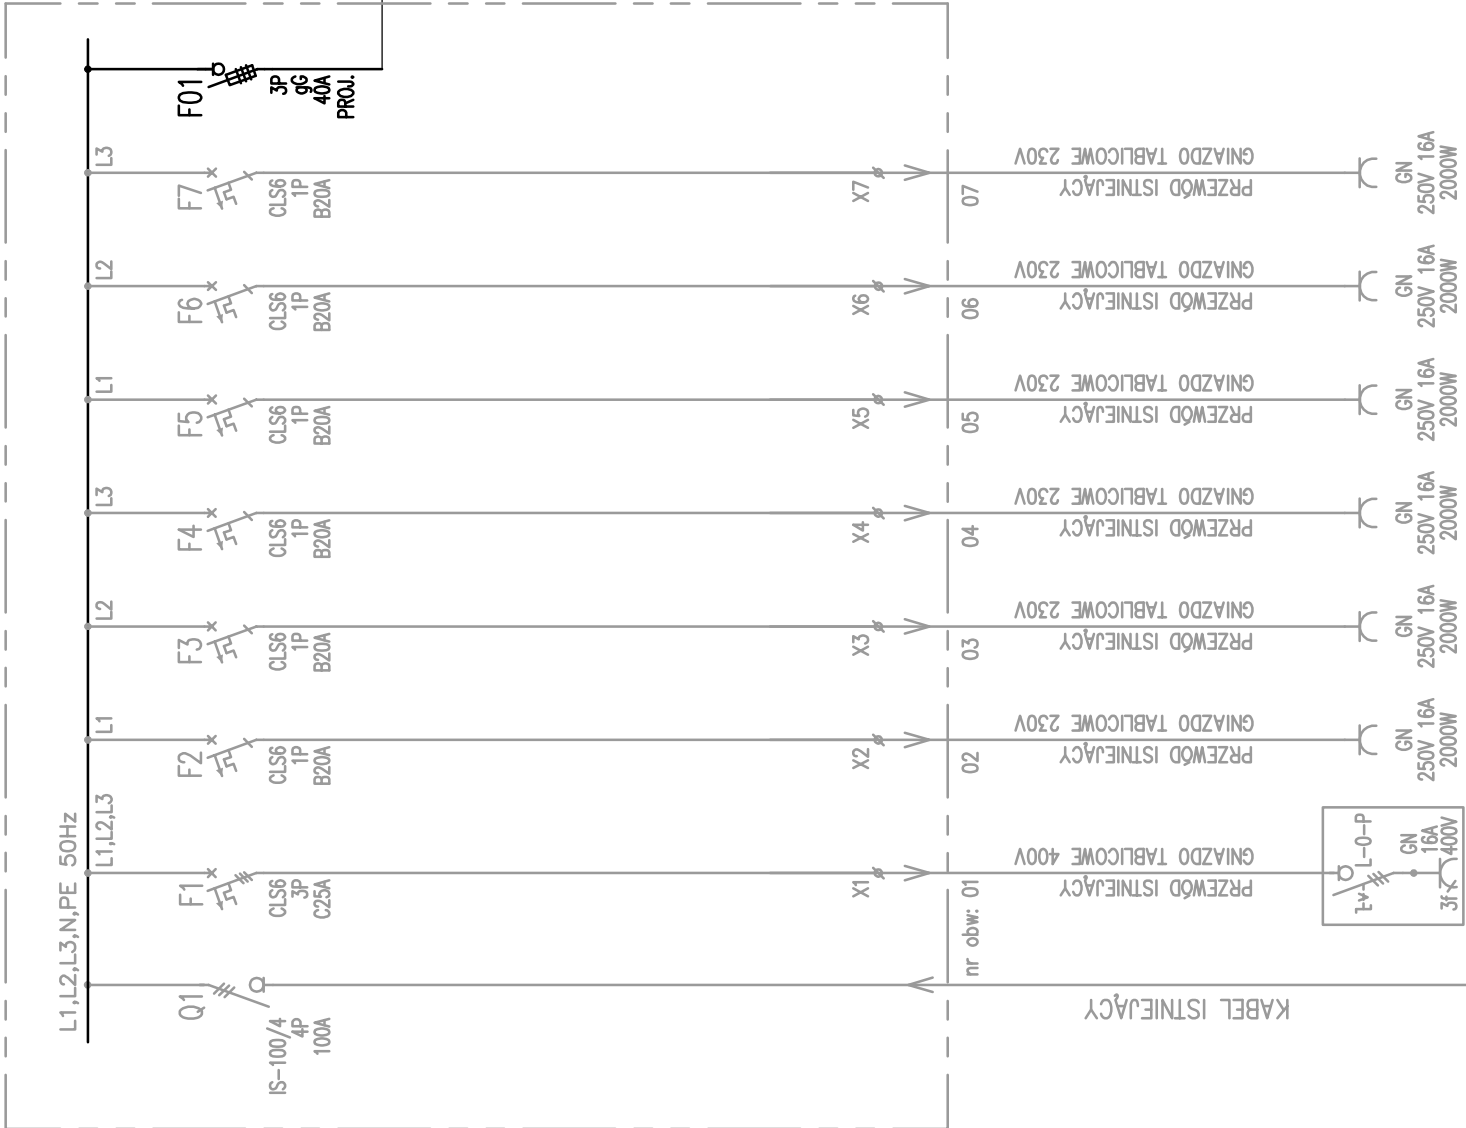 L1,L2,L3,N,PE 50Hz
Q1
IS-100/4
4P
100A
KABEL ISTNIEJĄCY
nr obw:
L1,L2,L3
F1
CLS6
3P
C25A
X1
01
GNIAZDO TABLICOWE 400V
PRZEWÓD ISTNIEJĄCY
L-0-P
GN
16A
400V
3f
L1
F2
CLS6
1P
B20A
X2
02
GNIAZDO TABLICOWE 230V
PRZEWÓD ISTNIEJĄCY
GN
250V 16A
2000W
L2
F3
CLS6
1P
B20A
X3
03
GNIAZDO TABLICOWE 230V
PRZEWÓD ISTNIEJĄCY
GN
250V 16A
2000W
L3
F4
CLS6
1P
B20A
X4
04
GNIAZDO TABLICOWE 230V
PRZEWÓD ISTNIEJĄCY
GN
250V 16A
2000W
L1
F5
CLS6
1P
B20A
X5
05
GNIAZDO TABLICOWE 230V
PRZEWÓD ISTNIEJĄCY
GN
250V 16A
2000W
L2
F6
CLS6
1P
B20A
X6
06
GNIAZDO TABLICOWE 230V
PRZEWÓD ISTNIEJĄCY
GN
250V 16A
2000W
L3
F7
CLS6
1P
B20A
X7
07
GNIAZDO TABLICOWE 230V
PRZEWÓD ISTNIEJĄCY
GN
250V 16A
2000W
F01
3P
gG
40A
PROJ.